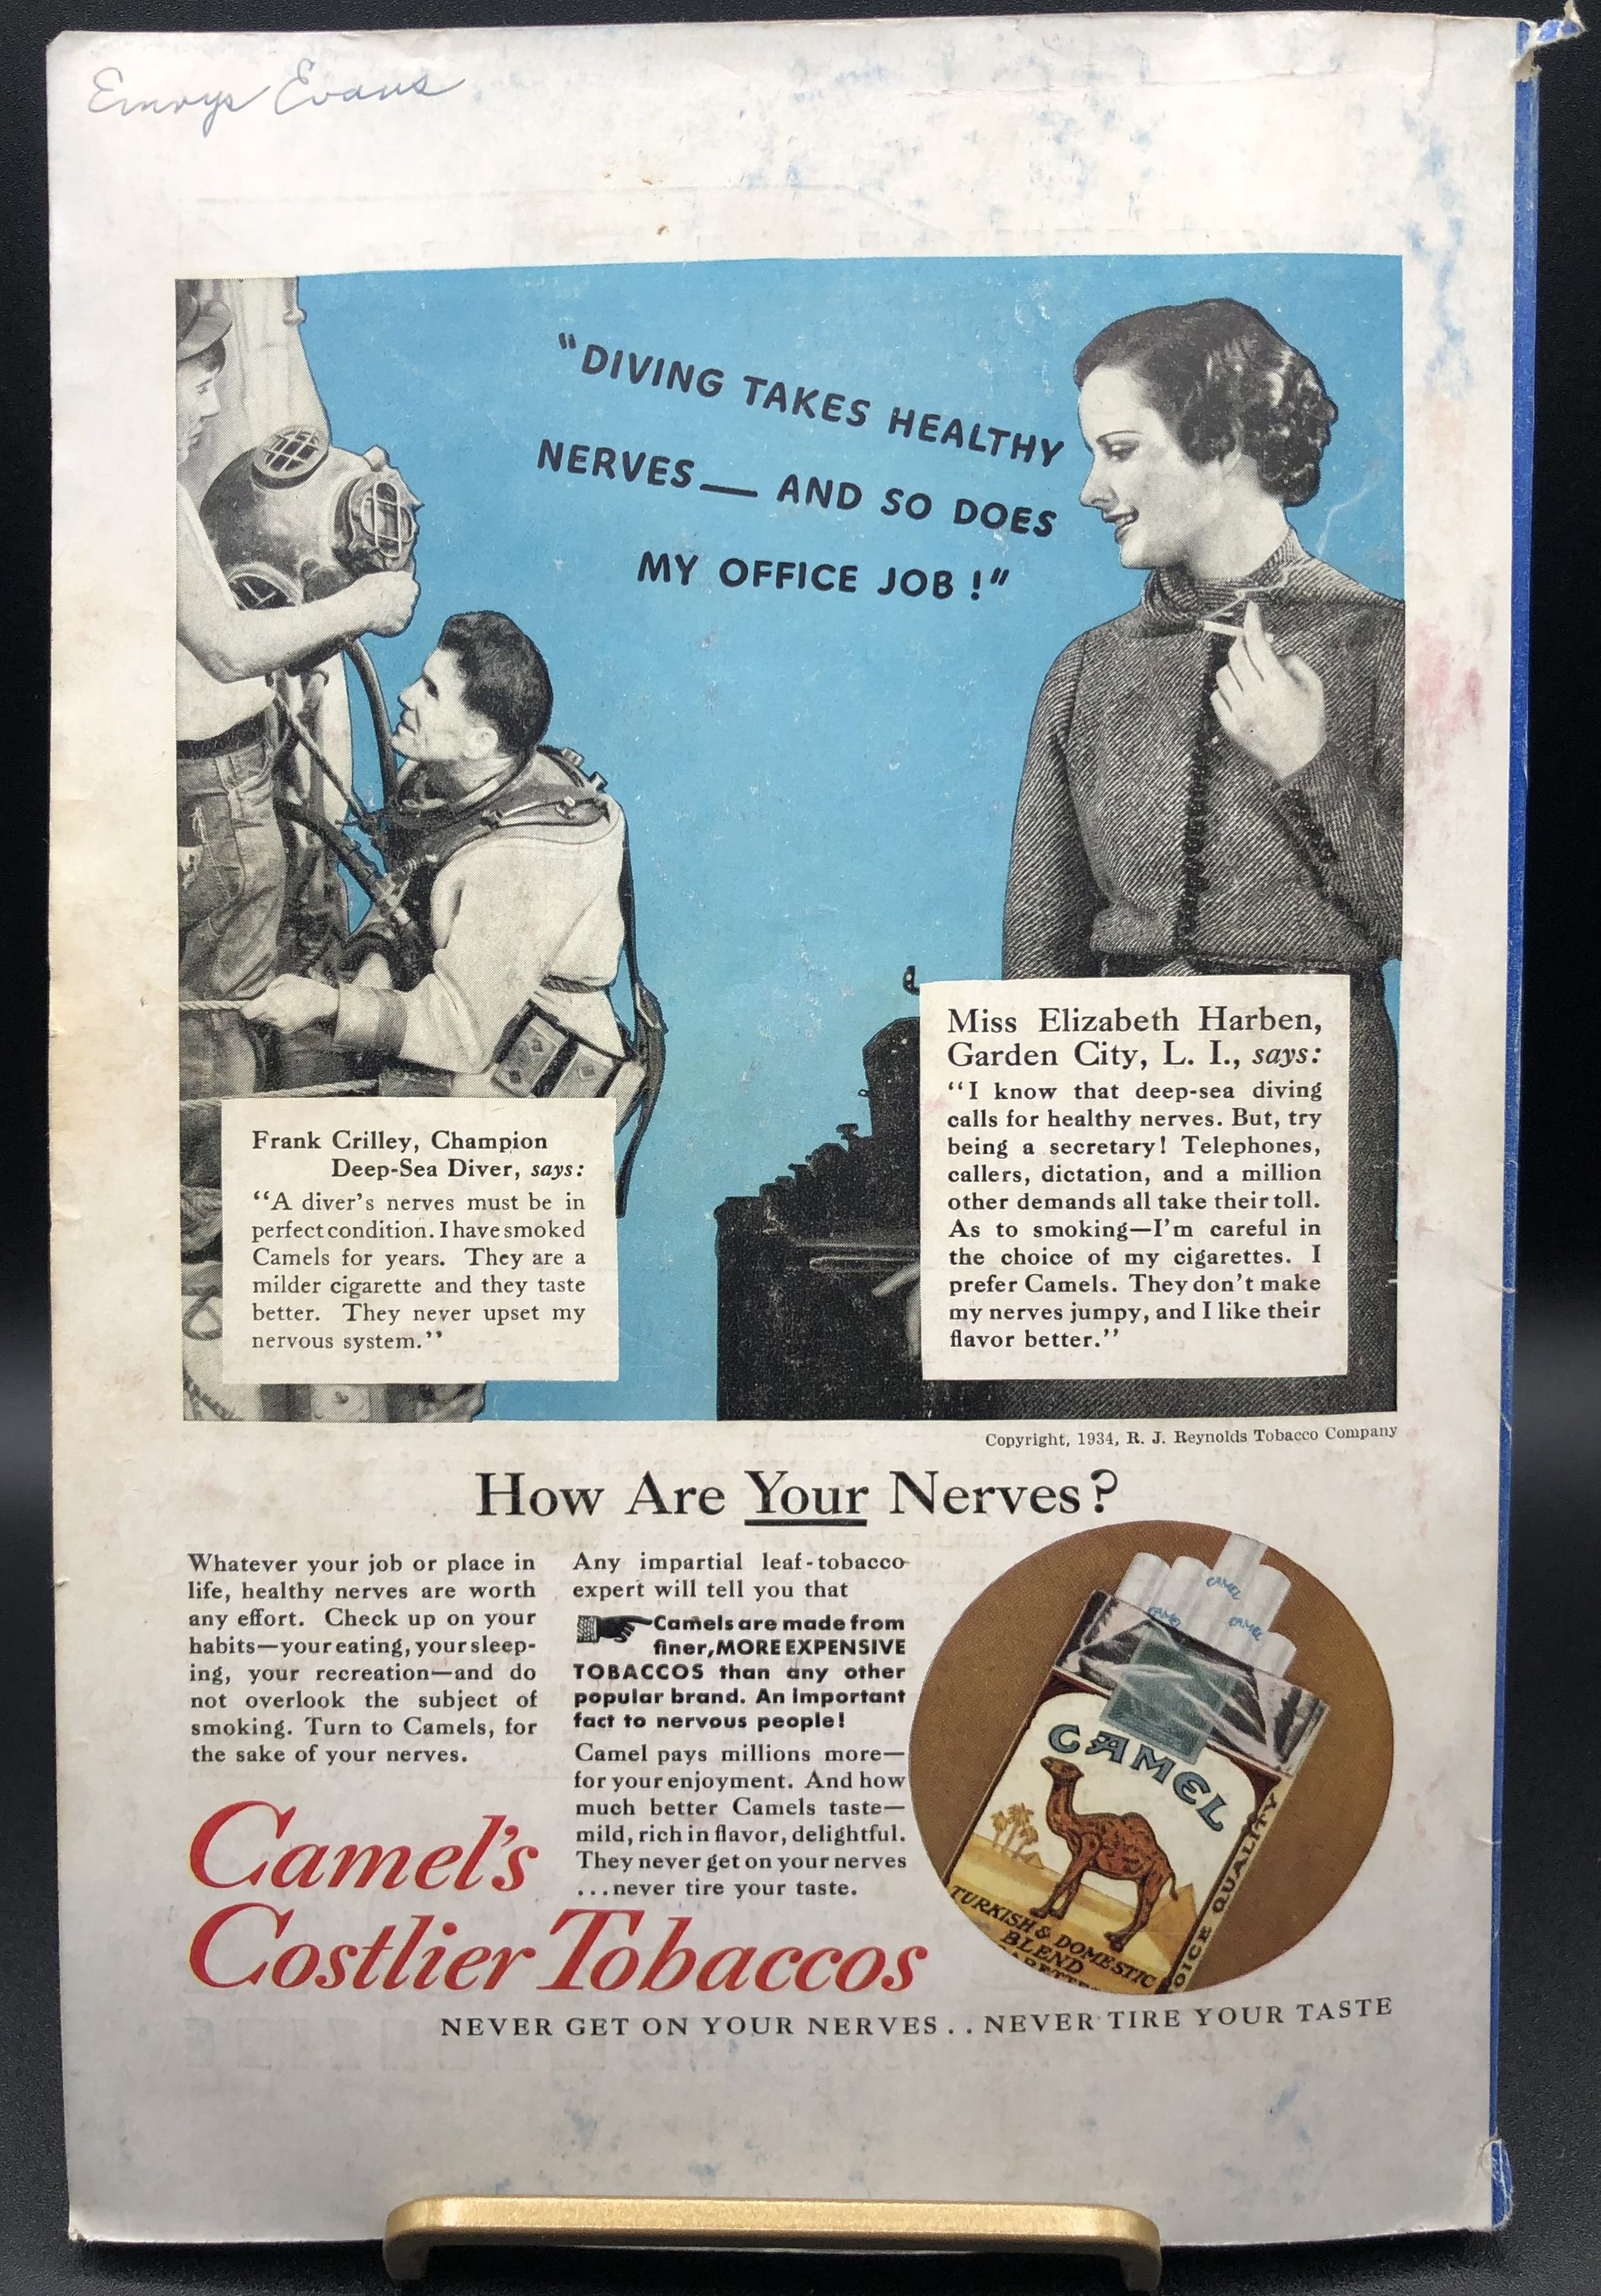 Emrys Evans
"DIVING TAKES HEALTHY
NERVES— AND SO DOES
MY OFFICE JOB!"
Frank Crilley, Champion
Deep-Sea Diver, says:
"A diver's nerves must be in
perfect condition. I have smoked
Camels for years. They are a
milder cigarette and they taste
better. They never upset my
nervous system."
Miss Elizabeth Harben,
Garden City, L. I., says:
"I know that deep-sea diving
calls for healthy nerves. But, try
being a secretary! Telephones,
callers, dictation, and a million
other demands all take their toll.
As to smoking—I'm careful in
the choice of my cigarettes. I
prefer Camels. They don't make
my nerves jumpy, and I like their
flavor better."
Copyright, 1934, R. J. Reynolds Tobacco Company
How Are Your Nerves?
Whatever your job or place in
life, healthy nerves are worth
any effort. Check up on your
habits—your eating, your sleep-
ing, your recreation—and do
not overlook the subject of
smoking. Turn to Camels, for
the sake of your nerves.
Any impartial leaf-tobacco
expert will tell you that
Camels are made from
finer, MORE EXPENSIVE
TOBACCOS than any other
popular brand. An important
fact to nervous people!
Camel pays millions more—
for your enjoyment. And how
much better Camels taste—
mild, rich in flavor, delightful.
They never get on your nerves
...never tire your taste.
CAMEL
CAMEL
CAMEL
CAMEL
TURKISH & DOMESTIC
BLEND
OICE QUALITY
Camel's
Costlier Tobaccos
NEVER GET ON YOUR NERVES . . NEVER TIRE YOUR TASTE